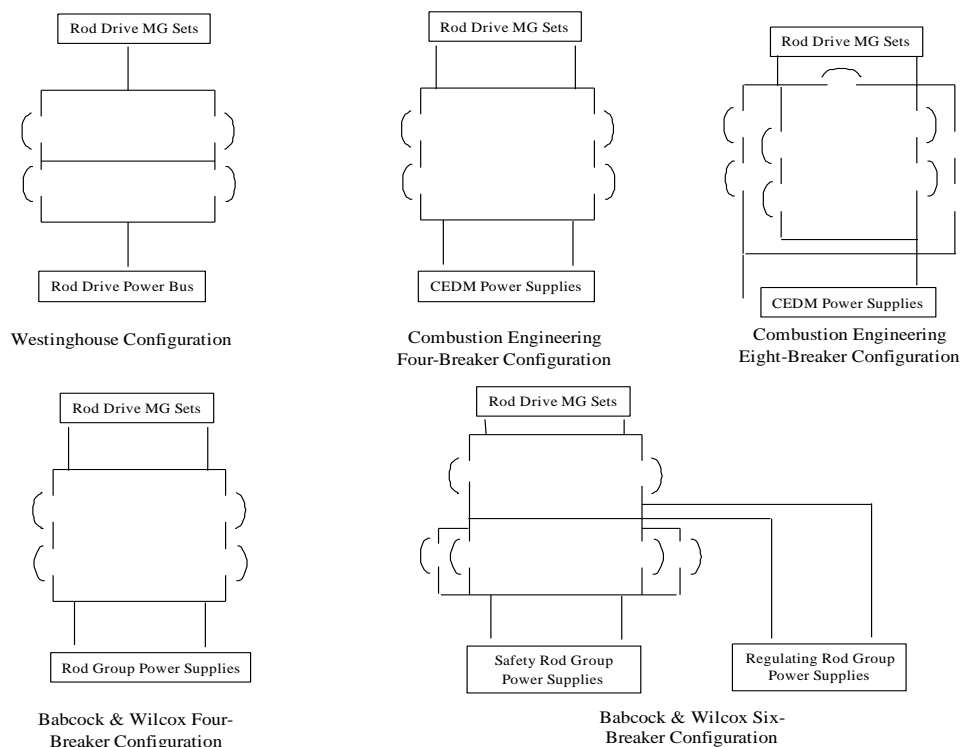 Rod Drive MG Sets
Rod Drive Power Bus
Westinghouse Configuration
Rod Drive MG Sets
CEDM Power Supplies
Combustion Engineering
Four-Breaker Configuration
Rod Drive MG Sets
CEDM Power Supplies
Combustion Engineering
Eight-Breaker Configuration
Rod Drive MG Sets
Rod Group Power Supplies
Babcock & Wilcox Four-
Breaker Configuration
Rod Drive MG Sets
Safety Rod Group
Power Supplies
Regulating Rod Group
Power Supplies
Babcock & Wilcox Six-
Breaker Configuration